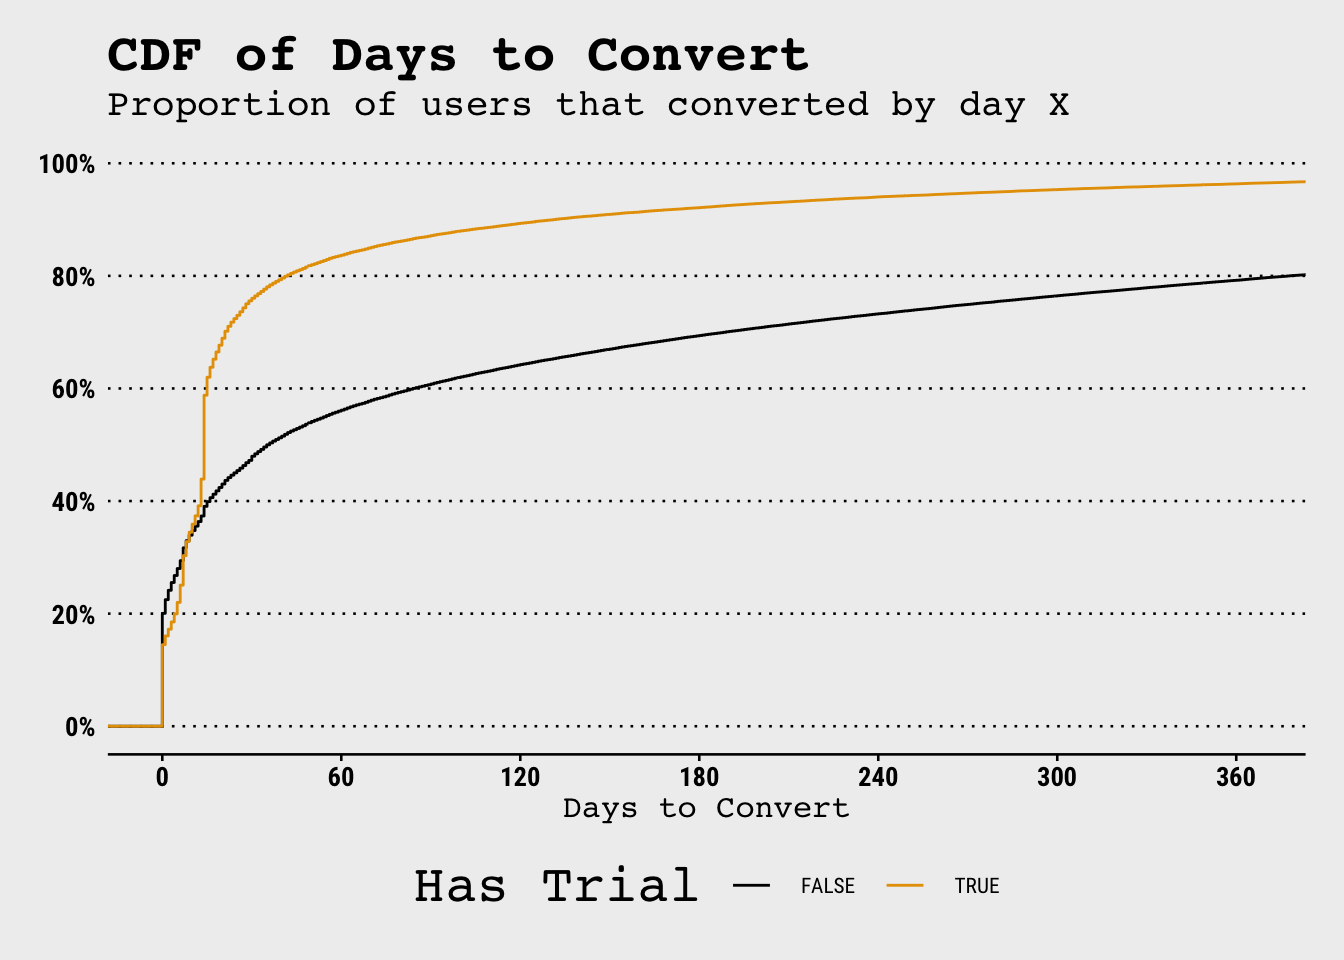 CDF of Days to Convert
Proportion of users that converted by day X
100%
80%
60%
40%
20%
0%
0 60 120 180 240 300 360
Days to Convert
Has Trial FALSE TRUE